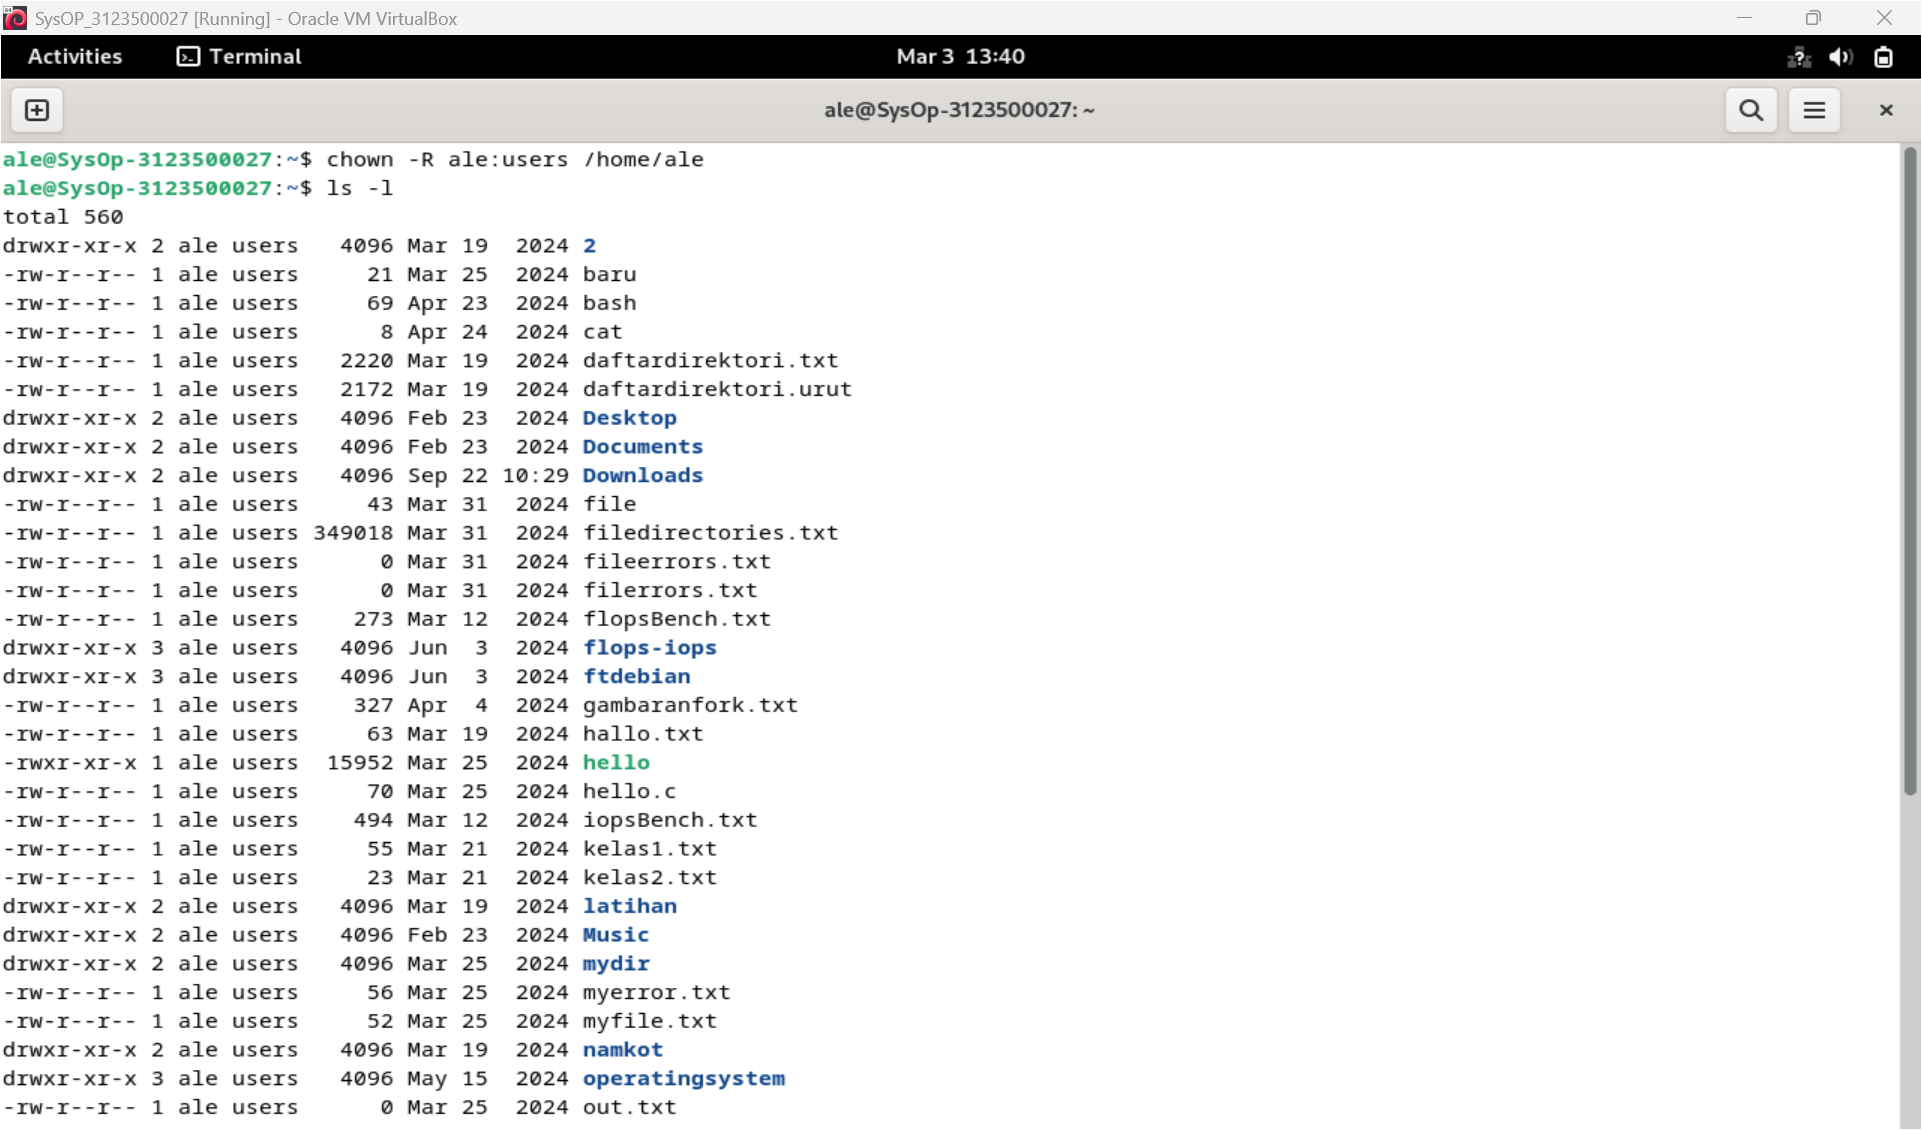 SysOP_3123500027 [Running] - Oracle VM VirtualBox
Activities Terminal Mar 3 13:40
ale@SysOp-3123500027: ~
ale@SysOp-3123500027:~$ chown -R ale:users /home/ale
ale@SysOp-3123500027:~$ ls -l
total 560
drwxr-xr-x 2 ale users   4096 Mar 19  2024 2
-rw-r--r-- 1 ale users     21 Mar 25  2024 baru
-rw-r--r-- 1 ale users     69 Apr 23  2024 bash
-rw-r--r-- 1 ale users      8 Apr 24  2024 cat
-rw-r--r-- 1 ale users   2220 Mar 19  2024 daftardirektori.txt
-rw-r--r-- 1 ale users   2172 Mar 19  2024 daftardirektori.urut
drwxr-xr-x 2 ale users   4096 Feb 23  2024 Desktop
drwxr-xr-x 2 ale users   4096 Feb 23  2024 Documents
drwxr-xr-x 2 ale users   4096 Sep 22 10:29 Downloads
-rw-r--r-- 1 ale users     43 Mar 31  2024 file
-rw-r--r-- 1 ale users 349018 Mar 31  2024 filedirectories.txt
-rw-r--r-- 1 ale users      0 Mar 31  2024 fileerrors.txt
-rw-r--r-- 1 ale users      0 Mar 31  2024 filerrors.txt
-rw-r--r-- 1 ale users    273 Mar 12  2024 flopsBench.txt
drwxr-xr-x 3 ale users   4096 Jun  3  2024 flops-iops
drwxr-xr-x 3 ale users   4096 Jun  3  2024 ftdebian
-rw-r--r-- 1 ale users    327 Apr  4  2024 gambaranfork.txt
-rw-r--r-- 1 ale users     63 Mar 19  2024 hallo.txt
-rwxr-xr-x 1 ale users  15952 Mar 25  2024 hello
-rw-r--r-- 1 ale users     70 Mar 25  2024 hello.c
-rw-r--r-- 1 ale users    494 Mar 12  2024 iopsBench.txt
-rw-r--r-- 1 ale users     55 Mar 21  2024 kelas1.txt
-rw-r--r-- 1 ale users     23 Mar 21  2024 kelas2.txt
drwxr-xr-x 2 ale users   4096 Mar 19  2024 latihan
drwxr-xr-x 2 ale users   4096 Feb 23  2024 Music
drwxr-xr-x 2 ale users   4096 Mar 25  2024 mydir
-rw-r--r-- 1 ale users     56 Mar 25  2024 myerror.txt
-rw-r--r-- 1 ale users     52 Mar 25  2024 myfile.txt
drwxr-xr-x 2 ale users   4096 Mar 19  2024 namkot
drwxr-xr-x 3 ale users   4096 May 15  2024 operatingsystem
-rw-r--r-- 1 ale users      0 Mar 25  2024 out.txt